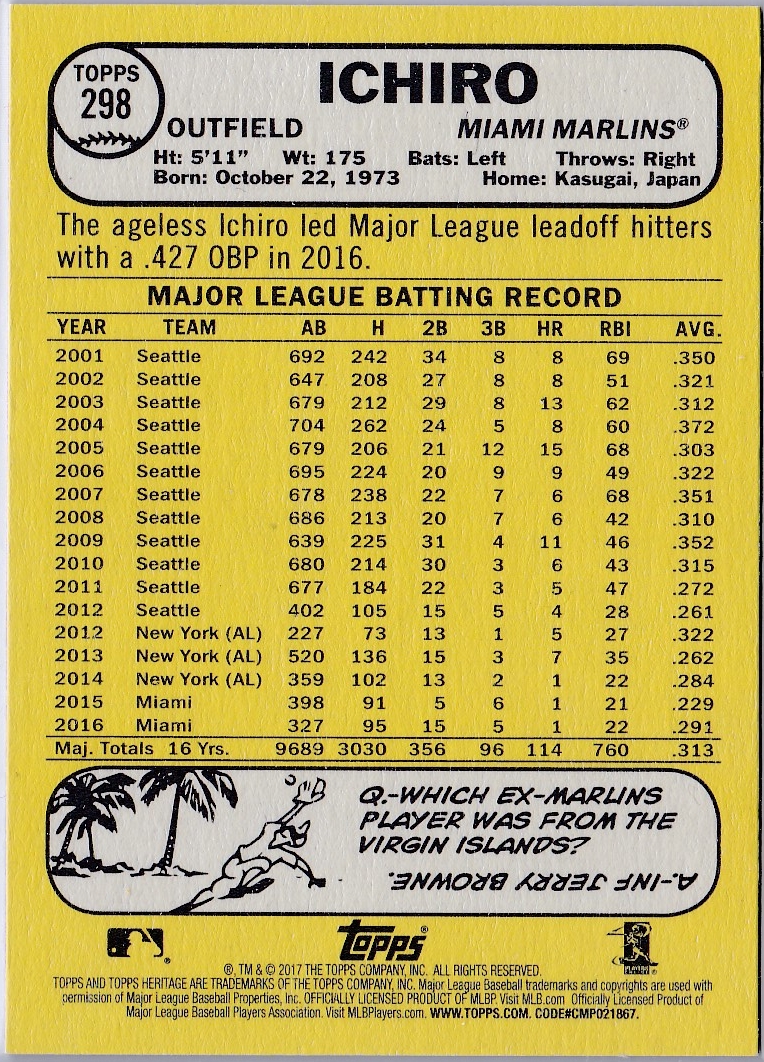 TOPPS
298
ICHIRO
OUTFIELD MIAMI MARLINS®
Ht: 5'11" Wt: 175 Bats: Left Throws: Right
Born: October 22, 1973 Home: Kasugai, Japan
The ageless Ichiro led Major League leadoff hitters
with a .427 OBP in 2016.
MAJOR LEAGUE BATTING RECORD
YEAR TEAM AB H 2B 3B HR RBI AVG.
2001 Seattle 692 242 34 8 8 69 .350
2002 Seattle 647 208 27 8 8 51 .321
2003 Seattle 679 212 29 8 13 62 .312
2004 Seattle 704 262 24 5 8 60 .372
2005 Seattle 679 206 21 12 15 68 .303
2006 Seattle 695 224 20 9 9 49 .322
2007 Seattle 678 238 22 7 6 68 .351
2008 Seattle 686 213 20 7 6 42 .310
2009 Seattle 639 225 31 4 11 46 .352
2010 Seattle 680 214 30 3 6 43 .315
2011 Seattle 677 184 22 3 5 47 .272
2012 Seattle 402 105 15 5 4 28 .261
2012 New York (AL) 227 73 13 1 5 27 .322
2013 New York (AL) 520 136 15 3 7 35 .262
2014 New York (AL) 359 102 13 2 1 22 .284
2015 Miami 398 91 5 6 1 21 .229
2016 Miami 327 95 15 5 1 22 .291
Maj. Totals 16 Yrs. 9689 3030 356 96 114 760 .313
Q.-WHICH EX-MARLINS
PLAYER WAS FROM THE
VIRGIN ISLANDS?
A.-INF JERRY BROWNE.
Topps®
®, TM & © 2017 THE TOPPS COMPANY, INC. ALL RIGHTS RESERVED.
TOPPS AND TOPPS HERITAGE ARE TRADEMARKS OF THE TOPPS COMPANY, INC. Major League Baseball trademarks and copyrights are used with
permission of Major League Baseball Properties, Inc. OFFICIALLY LICENSED PRODUCT OF MLBP Visit MLB.com Officially Licensed Product of
Major League Baseball Players Association. Visit MLBPlayers.com. WWW.TOPPS.COM. CODE#CMP021867.